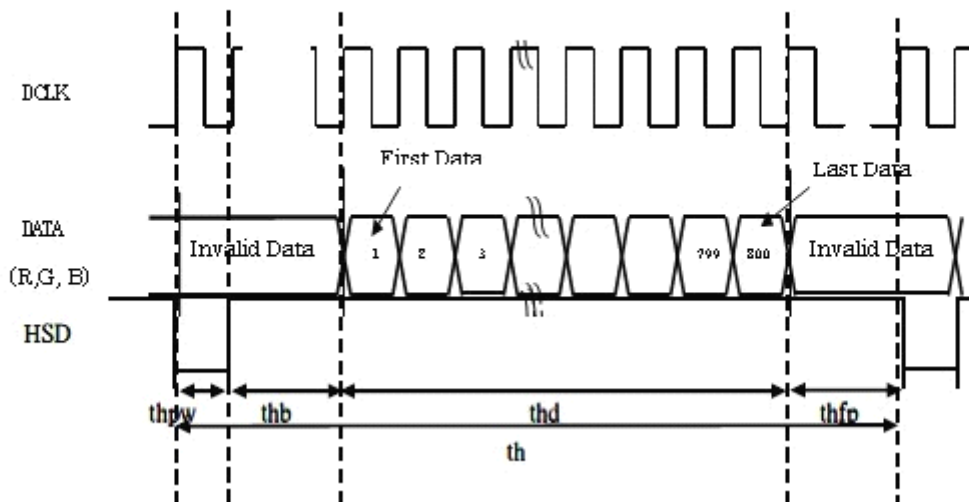 DCLK
First Data
Last Data
DATA
(R,G, B)
Invalid Data
1
2
3
799
800
Invalid Data
HSD
thpw
thb
thd
thfp
th